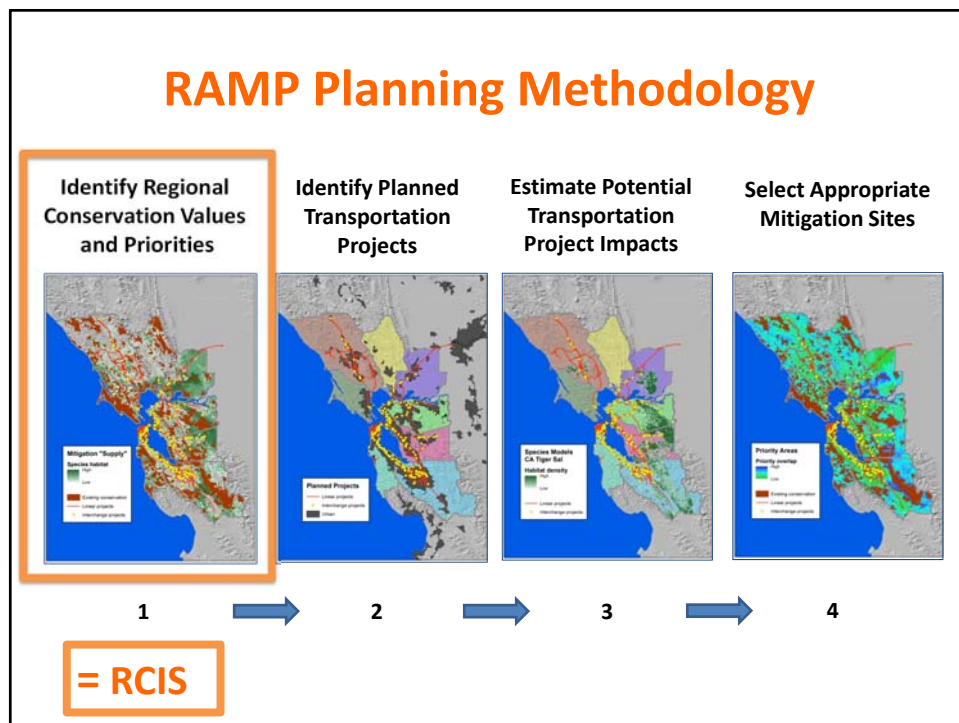 RAMP Planning Methodology
Identify Regional
Conservation Values
and Priorities
Identify Planned
Transportation
Projects
Estimate Potential
Transportation
Project Impacts
Select Appropriate
Mitigation Sites
Mitigation "Supply"
Species habitat
High
Low
Existing conservation
Linear projects
Interchange projects
Planned Projects
Linear projects
Interchange projects
Urban
Species Models
CA Tiger Sal
Habitat density
High
Low
Linear projects
Interchange projects
Priority Areas
Priority overlap
High
Low
Existing conservation
Linear projects
Interchange projects
1
2
3
4
= RCIS